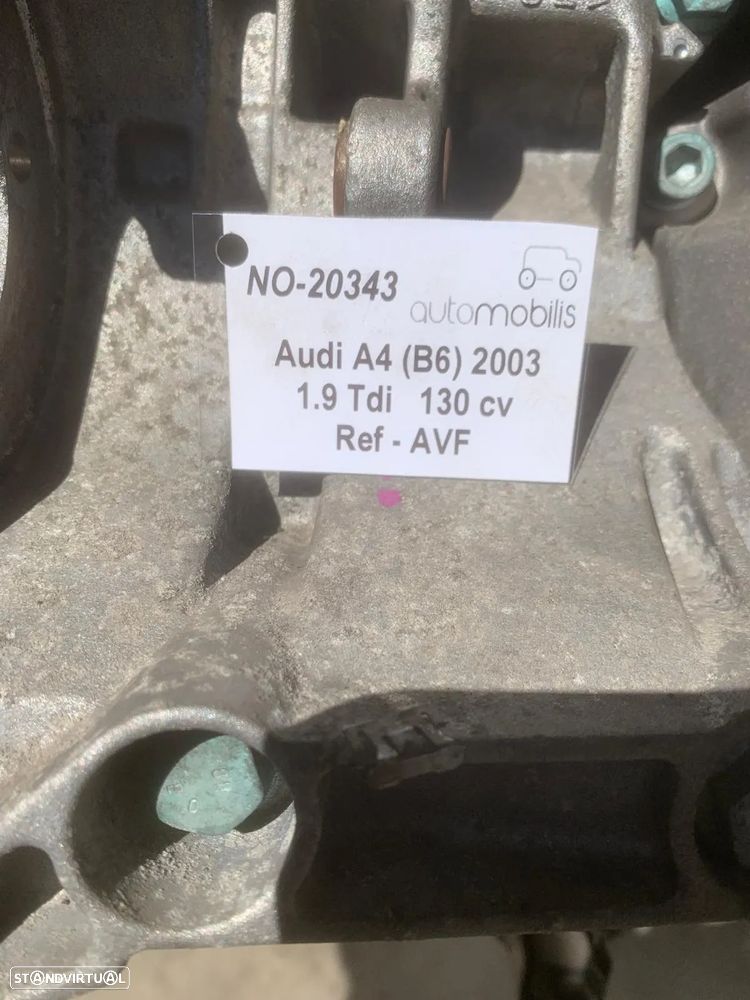 NO-20343
automobilis
Audi A4 (B6) 2003
1.9 Tdi 130 cv
Ref - AVF
STANDVIRTUAL